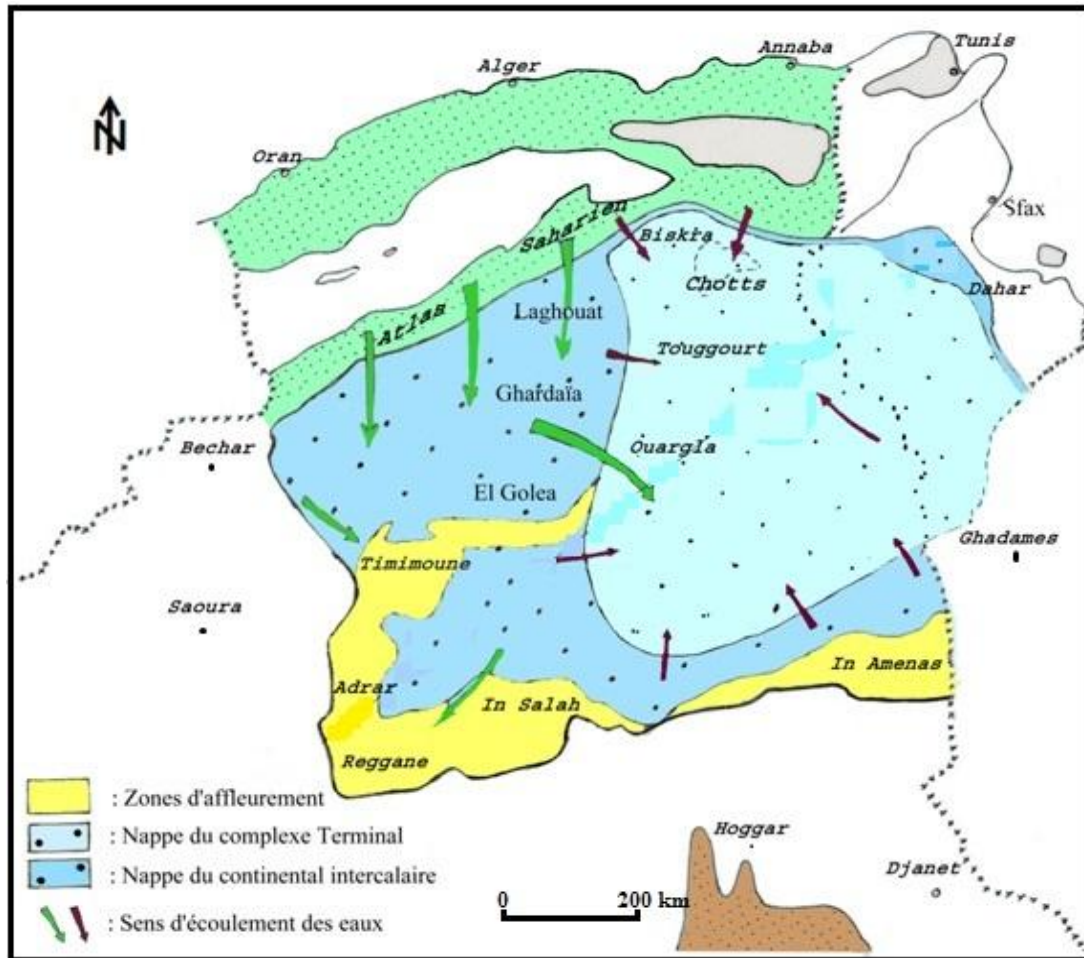 Annaba
Tunis
Alger
N
Oran
Sfax
Saharien
Biskra
Chotts
Dahar
Atlas
Laghouat
Touggourt
Ghardaïa
Bechar
Ouargla
El Golea
Ghadames
Timimoune
Saoura
In Amenas
Adrar
In Salah
Reggane
: Zones d'affleurement
: Nappe du complexe Terminal
: Nappe du continental intercalaire
: Sens d'écoulement des eaux
Hoggar
Djanet
0 200 km